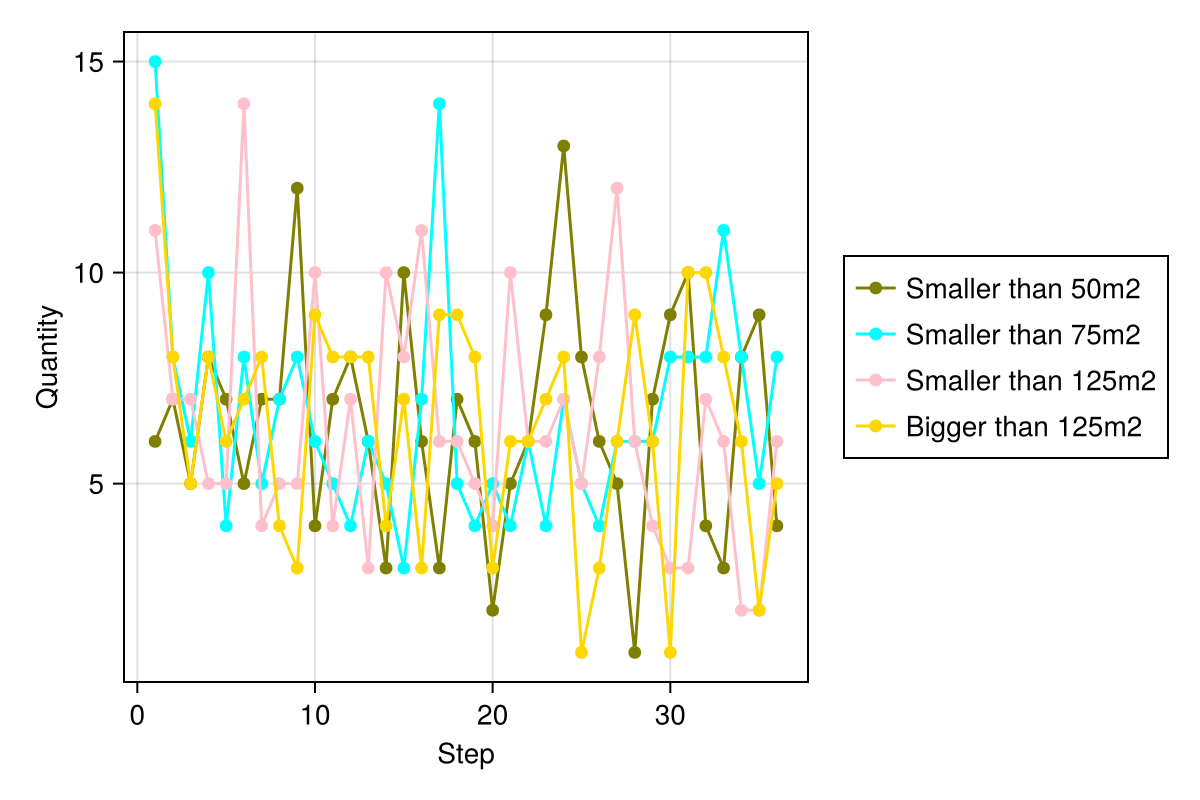 15
10
5
Quantity
0 10 20 30
Step
Smaller than 50m2
Smaller than 75m2
Smaller than 125m2
Bigger than 125m2